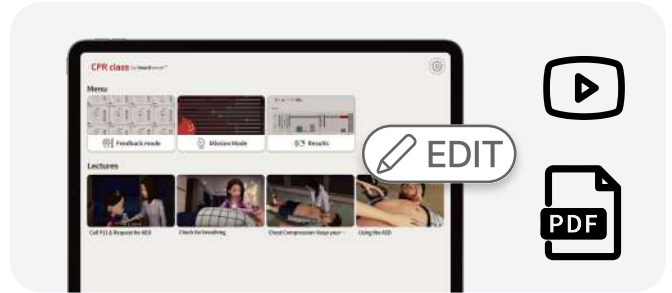 CPR class
Menu
Feedback mode
Mission Mode
Results
EDIT
Lectures
Call 911 & Request for AED
Check for breathing
Chest Compression-Keep your
Using the AED
PDF